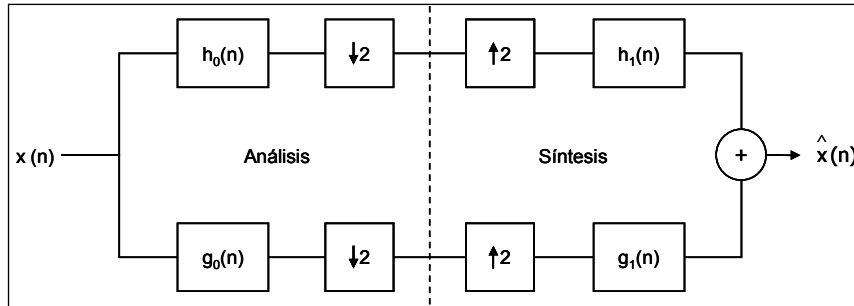 h₀(n) ↓2 ↑2 h₁(n)
x (n) Análisis Síntesis + x̂ (n)
g₀(n) ↓2 ↑2 g₁(n)